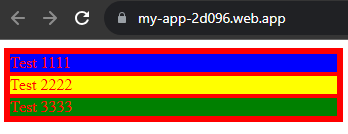 my-app-2d096.web.app
Test 1111
Test 2222
Test 3333